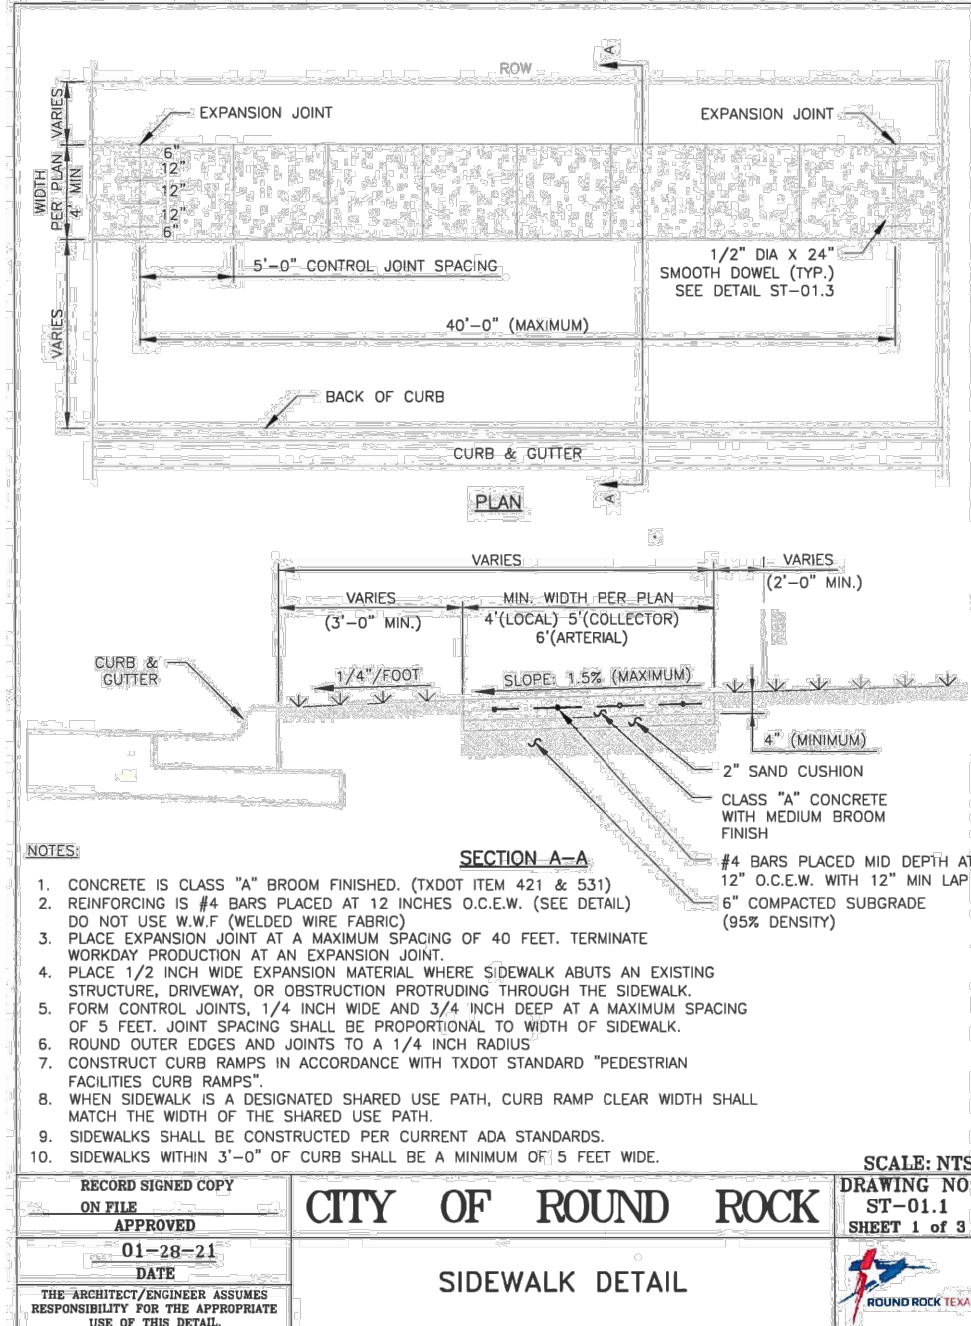 A
ROW
EXPANSION JOINT
EXPANSION JOINT
VARIES
WIDTH
PER PLAN
4' MIN
6"
12"
12"
12"
6"
5'-0" CONTROL JOINT SPACING
1/2" DIA X 24"
SMOOTH DOWEL (TYP.)
SEE DETAIL ST-01.3
40'-0" (MAXIMUM)
VARIES
BACK OF CURB
CURB & GUTTER
A
PLAN
VARIES
VARIES
(2'-0" MIN.)
VARIES
(3'-0" MIN.)
MIN. WIDTH PER PLAN
4'(LOCAL) 5'(COLLECTOR)
6'(ARTERIAL)
CURB &
GUTTER
1/4"/FOOT
SLOPE: 1.5% (MAXIMUM)
4" (MINIMUM)
2" SAND CUSHION
CLASS "A" CONCRETE
WITH MEDIUM BROOM
FINISH
#4 BARS PLACED MID DEPTH AT
12" O.C.E.W. WITH 12" MIN LAP
6" COMPACTED SUBGRADE
(95% DENSITY)
SECTION A-A
NOTES:
1. CONCRETE IS CLASS "A" BROOM FINISHED. (TXDOT ITEM 421 & 531)
2. REINFORCING IS #4 BARS PLACED AT 12 INCHES O.C.E.W. (SEE DETAIL)
DO NOT USE W.W.F (WELDED WIRE FABRIC)
3. PLACE EXPANSION JOINT AT A MAXIMUM SPACING OF 40 FEET. TERMINATE
WORKDAY PRODUCTION AT AN EXPANSION JOINT.
4. PLACE 1/2 INCH WIDE EXPANSION MATERIAL WHERE SIDEWALK ABUTS AN EXISTING
STRUCTURE, DRIVEWAY, OR OBSTRUCTION PROTRUDING THROUGH THE SIDEWALK.
5. FORM CONTROL JOINTS, 1/4 INCH WIDE AND 3/4 INCH DEEP AT A MAXIMUM SPACING
OF 5 FEET. JOINT SPACING SHALL BE PROPORTIONAL TO WIDTH OF SIDEWALK.
6. ROUND OUTER EDGES AND JOINTS TO A 1/4 INCH RADIUS
7. CONSTRUCT CURB RAMPS IN ACCORDANCE WITH TXDOT STANDARD "PEDESTRIAN
FACILITIES CURB RAMPS".
8. WHEN SIDEWALK IS A DESIGNATED SHARED USE PATH, CURB RAMP CLEAR WIDTH SHALL
MATCH THE WIDTH OF THE SHARED USE PATH.
9. SIDEWALKS SHALL BE CONSTRUCTED PER CURRENT ADA STANDARDS.
10. SIDEWALKS WITHIN 3'-0" OF CURB SHALL BE A MINIMUM OF 5 FEET WIDE.
SCALE: NTS
RECORD SIGNED COPY
ON FILE
APPROVED
01-28-21
DATE
THE ARCHITECT/ENGINEER ASSUMES
RESPONSIBILITY FOR THE APPROPRIATE
USE OF THIS DETAIL.
CITY OF ROUND ROCK
SIDEWALK DETAIL
DRAWING NO
ST-01.1
SHEET 1 of 3
ROUND ROCK TEXA